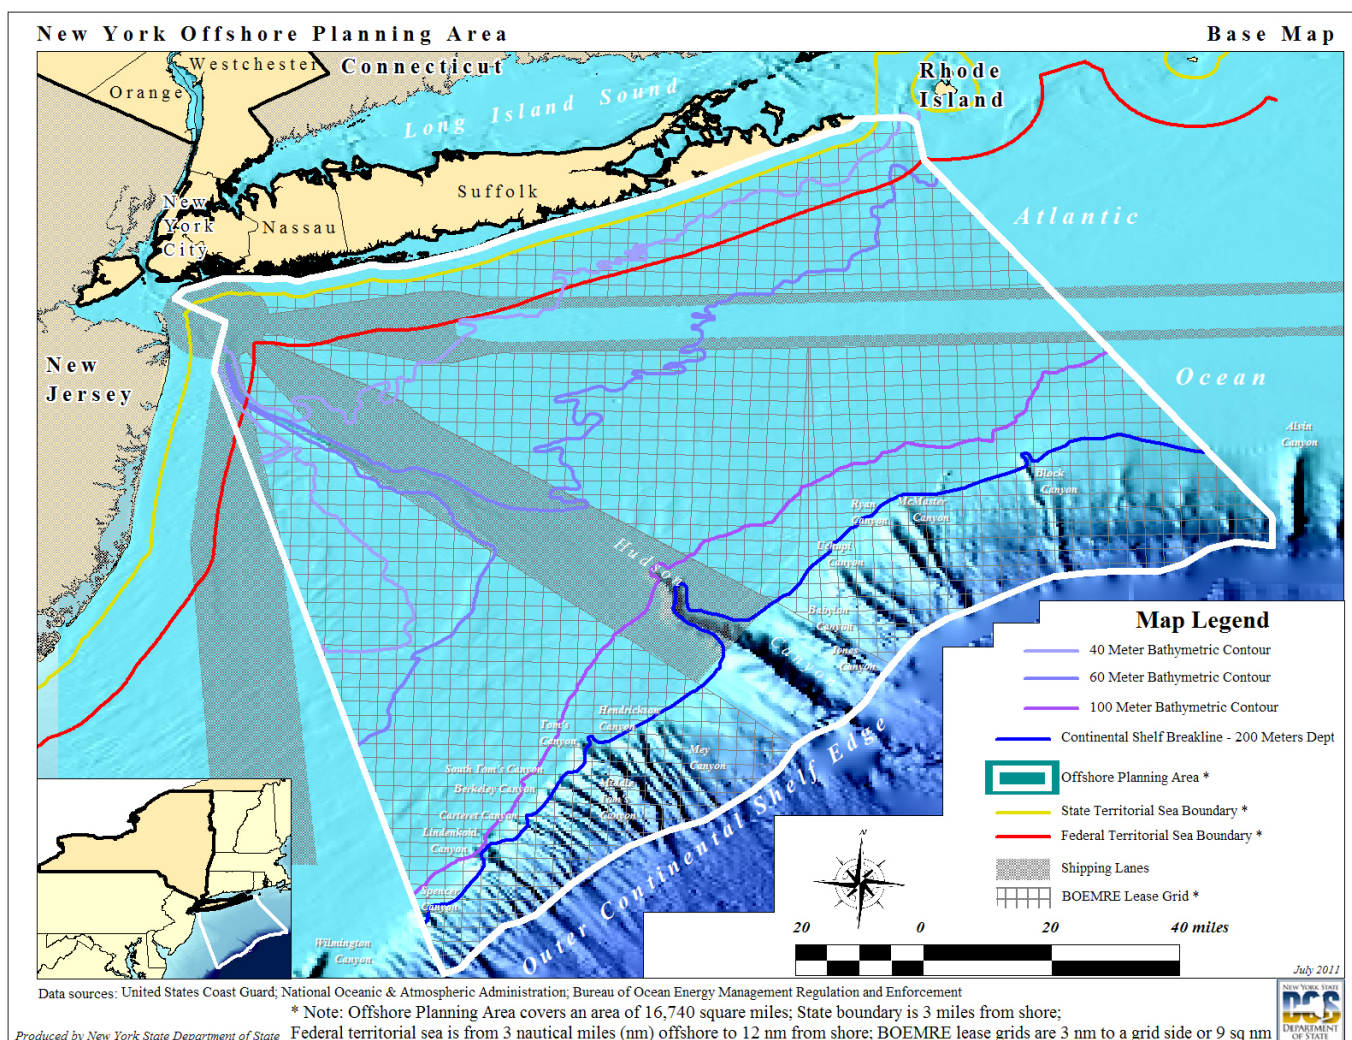 New York Offshore Planning Area
Base Map
Westchester
Connecticut
Orange
Rhode
Island
Long Island Sound
Suffolk
New
York
City
Nassau
Atlantic
New
Jersey
Ocean
Alvin
Canyon
Block
Canyon
Ryan
Canyon
McMaster
Canyon
Uchupi
Canyon
Hudson
Canyon
Babylon
Canyon
Jones
Canyon
Hendrickson
Canyon
Tom's
Canyon
Mey
Canyon
South Tom's Canyon
Berkeley Canyon
Middle
Tom's
Canyon
Carteret Canyon
Lindenkohl
Canyon
Spencer
Canyon
Wilmington
Canyon
Outer Continental Shelf Edge
Map Legend
40 Meter Bathymetric Contour
60 Meter Bathymetric Contour
100 Meter Bathymetric Contour
Continental Shelf Breakline - 200 Meters Dept
Offshore Planning Area *
State Territorial Sea Boundary *
Federal Territorial Sea Boundary *
Shipping Lanes
BOEMRE Lease Grid *
N
20 0 20 40 miles
July 2011
Data sources: United States Coast Guard; National Oceanic & Atmospheric Administration; Bureau of Ocean Energy Management Regulation and Enforcement
* Note: Offshore Planning Area covers an area of 16,740 square miles; State boundary is 3 miles from shore;
Produced by New York State Department of State
Federal territorial sea is from 3 nautical miles (nm) offshore to 12 nm from shore; BOEMRE lease grids are 3 nm to a grid side or 9 sq nm
NEW YORK STATE
DOS
DEPARTMENT
OF STATE